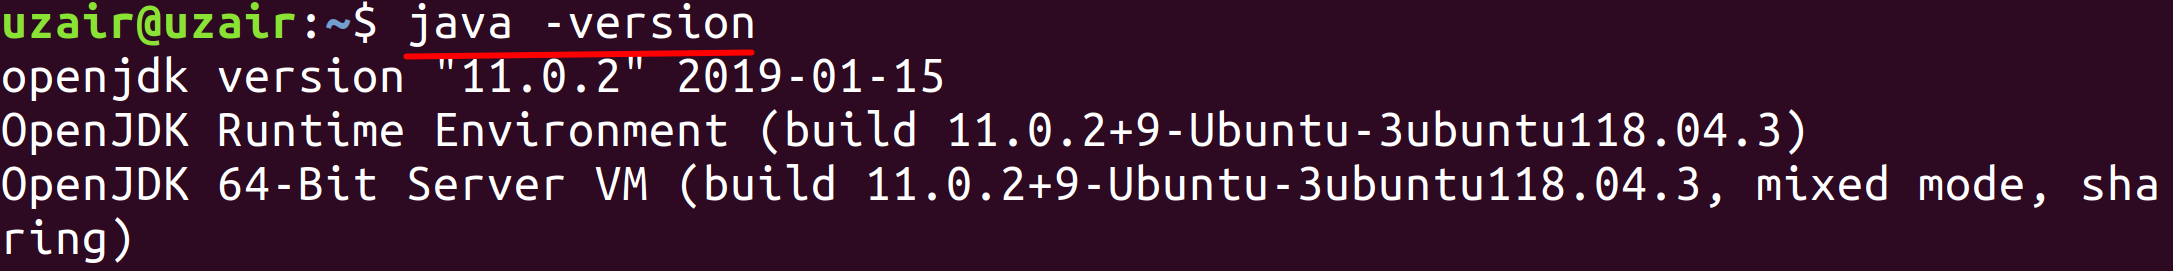 uzair@uzair:~$ java -version
openjdk version "11.0.2" 2019-01-15
OpenJDK Runtime Environment (build 11.0.2+9-Ubuntu-3ubuntu118.04.3)
OpenJDK 64-Bit Server VM (build 11.0.2+9-Ubuntu-3ubuntu118.04.3, mixed mode, sha
ring)